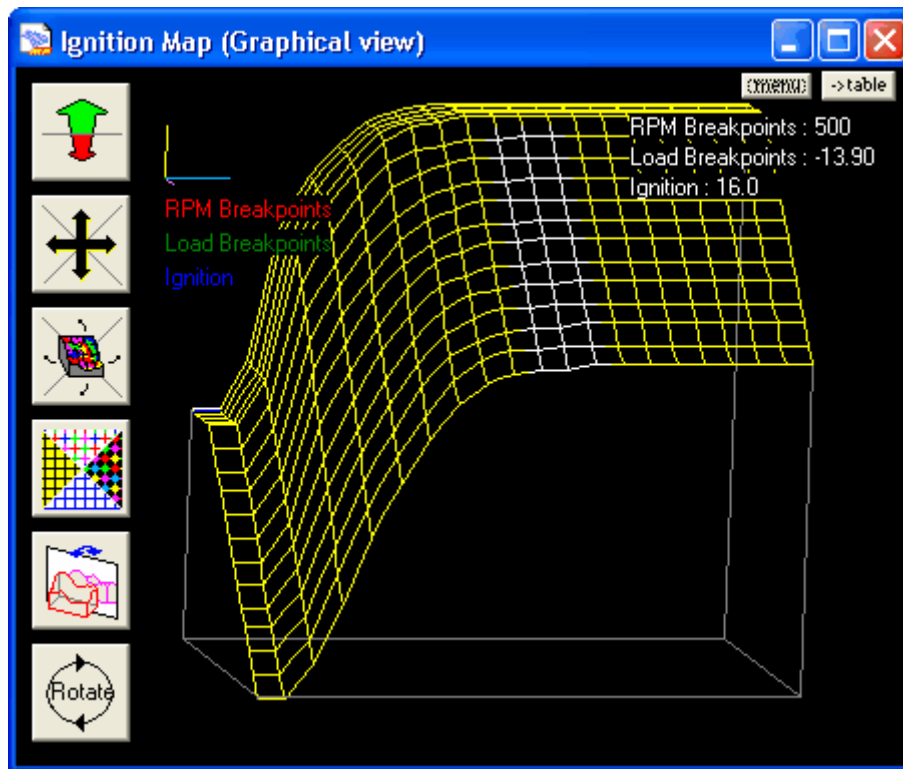 Ignition Map (Graphical view)
(menu)
->table
RPM Breakpoints : 500
Load Breakpoints : -13.90
Ignition : 16.0
RPM Breakpoints
Load Breakpoints
Ignition
Rotate